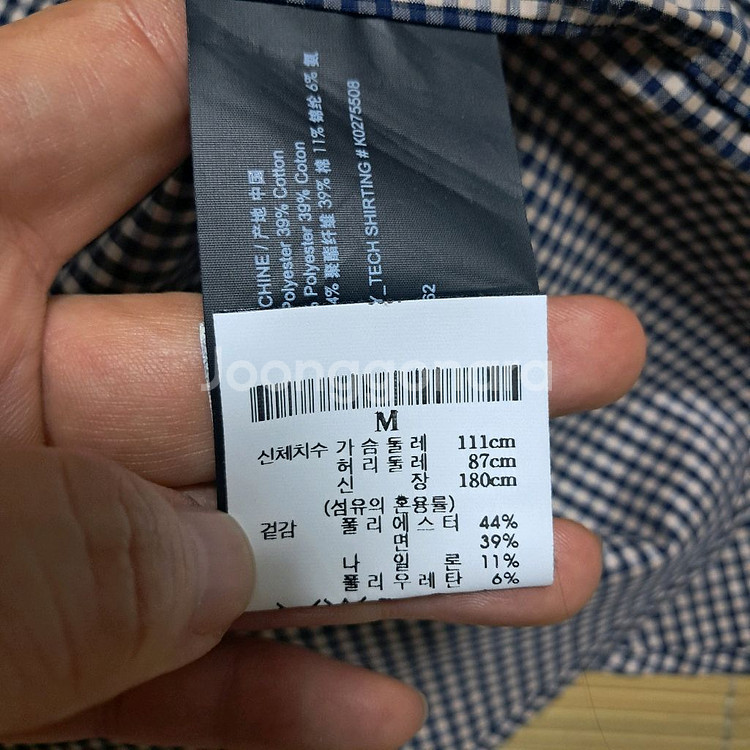 CHINE / 产地 中國
Polyester 39% Cotton
Polyester 39% Coton
4% 聚酯纤维 39% 棉 11% 锦纶 6% 氨
Y_TECH SHIRTING # K0275508
62
Joonggonara
M
신체치수 가슴둘레 111cm
허리둘레 87cm
신장 180cm
(섬유의 혼용률)
겉감 폴리에스터 44%
면 39%
나일론 11%
폴리우레탄 6%